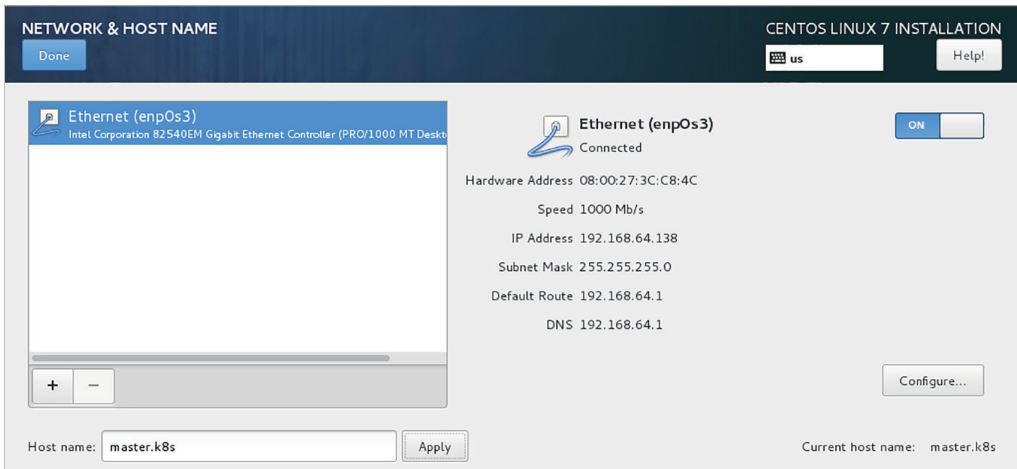 NETWORK & HOST NAME
Done
CENTOS LINUX 7 INSTALLATION
us
Help!
Ethernet (enp0s3)
Intel Corporation 82540EM Gigabit Ethernet Controller (PRO/1000 MT Deskt
Ethernet (enp0s3)
Connected
ON
Hardware Address 08:00:27:3C:C8:4C
Speed 1000 Mb/s
IP Address 192.168.64.138
Subnet Mask 255.255.255.0
Default Route 192.168.64.1
DNS 192.168.64.1
+ −
Configure...
Host name: master.k8s Apply
Current host name: master.k8s